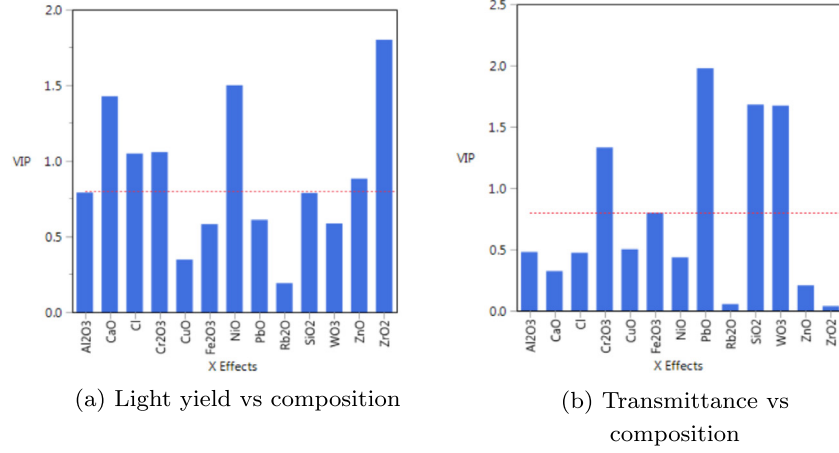 2.0
1.5
VIP 1.0
0.5
0.0
Al2O3 CaO Cl Cr2O3 CuO Fe2O3 NiO PbO Rb2O SiO2 WO3 ZnO ZrO2
X Effects
(a) Light yield vs composition
2.5
2.0
1.5
VIP
1.0
0.5
0.0
Al2O3 CaO Cl Cr2O3 CuO Fe2O3 NiO PbO Rb2O SiO2 WO3 ZnO ZrO2
X Effects
(b) Transmittance vs
composition